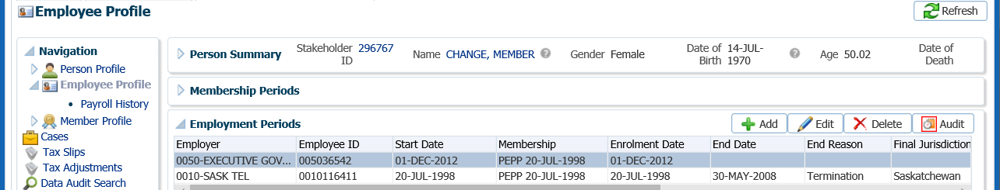 Employee Profile
Refresh
Navigation
Person Profile
Employee Profile
Payroll History
Member Profile
Cases
Tax Slips
Tax Adjustments
Data Audit Search
Person Summary Stakeholder ID 296767 Name CHANGE, MEMBER Gender Female Date of Birth 14-JUL-1970 Age 50.02 Date of Death
Membership Periods
Employment Periods Add Edit Delete Audit
Employer Employee ID Start Date Membership Enrolment Date End Date End Reason Final Jurisdiction
0050-EXECUTIVE GOV... 005036542 01-DEC-2012 PEPP 20-JUL-1998 01-DEC-2012
0010-SASK TEL 0010116411 20-JUL-1998 PEPP 20-JUL-1998 20-JUL-1998 30-MAY-2008 Termination Saskatchewan